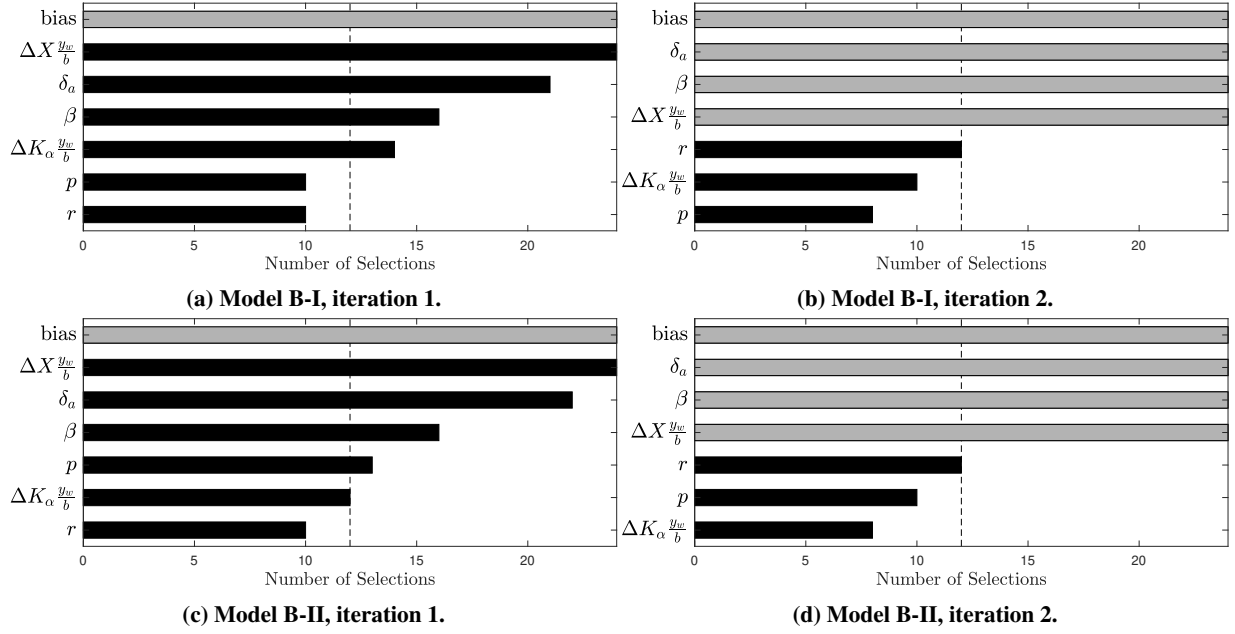 bias
ΔX y_w/b
δ_a
β
ΔK_α y_w/b
p
r
0 5 10 15 20
Number of Selections
(a) Model B-I, iteration 1.
bias
δ_a
β
ΔX y_w/b
r
ΔK_α y_w/b
p
0 5 10 15 20
Number of Selections
(b) Model B-I, iteration 2.
bias
ΔX y_w/b
δ_a
β
p
ΔK_α y_w/b
r
0 5 10 15 20
Number of Selections
(c) Model B-II, iteration 1.
bias
δ_a
β
ΔX y_w/b
r
p
ΔK_α y_w/b
0 5 10 15 20
Number of Selections
(d) Model B-II, iteration 2.